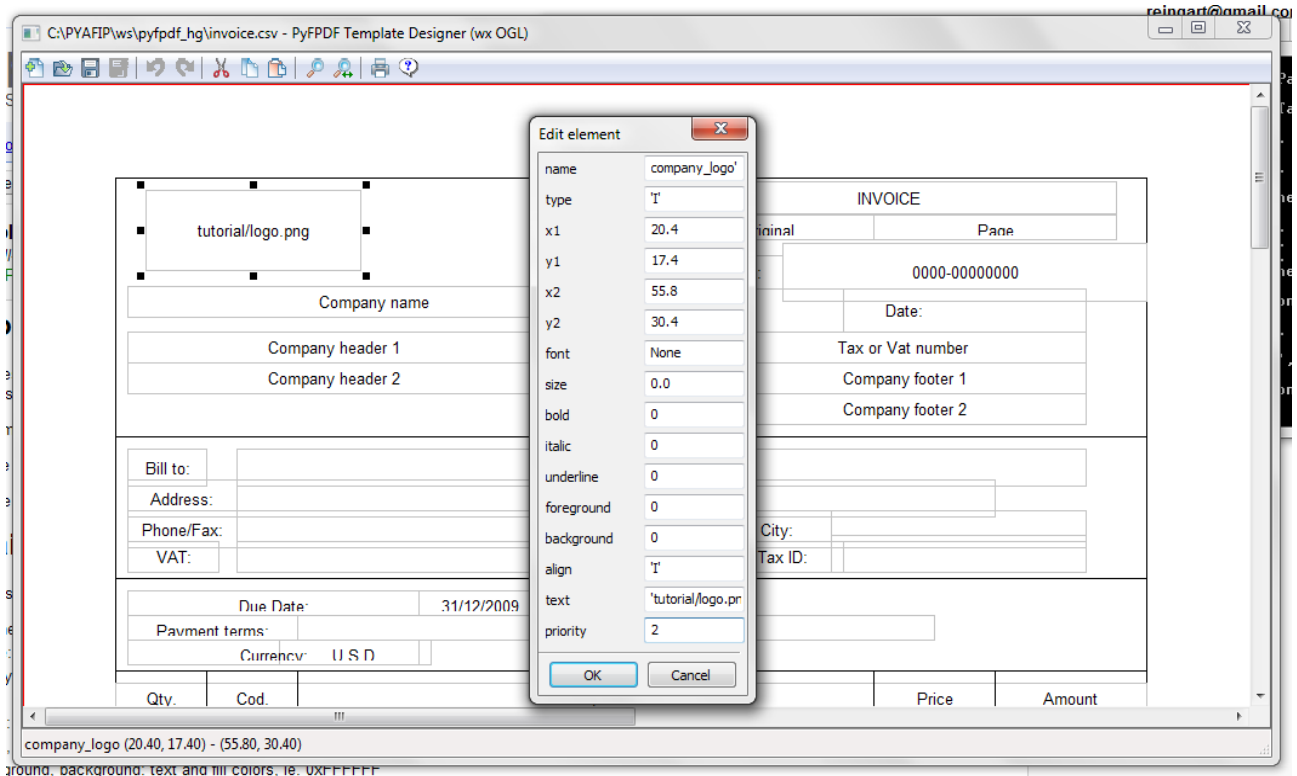 reingart@gmail.co
C:\PYAFIP\ws\pyfpdf_hg\invoice.csv - PyFPDF Template Designer (wx OGL)
Edit element
name company_logo'
type 'I'
x1 20.4
y1 17.4
x2 55.8
y2 30.4
font None
size 0.0
bold 0
italic 0
underline 0
foreground 0
background 0
align 'I'
text 'tutorial/logo.pn
priority 2
OK Cancel
tutorial/logo.png
INVOICE
iginal Page
: 0000-00000000
Company name
Date:
Company header 1
Tax or Vat number
Company header 2
Company footer 1
Company footer 2
Bill to:
Address:
Phone/Fax:
City:
VAT:
Tax ID:
Due Date: 31/12/2009
Payment terms:
Currency: U.S.D.
Qty. Cod. Price Amount
company_logo (20.40, 17.40) - (55.80, 30.40)
ground, background: text and fill colors, ie. 0xFFFFFF